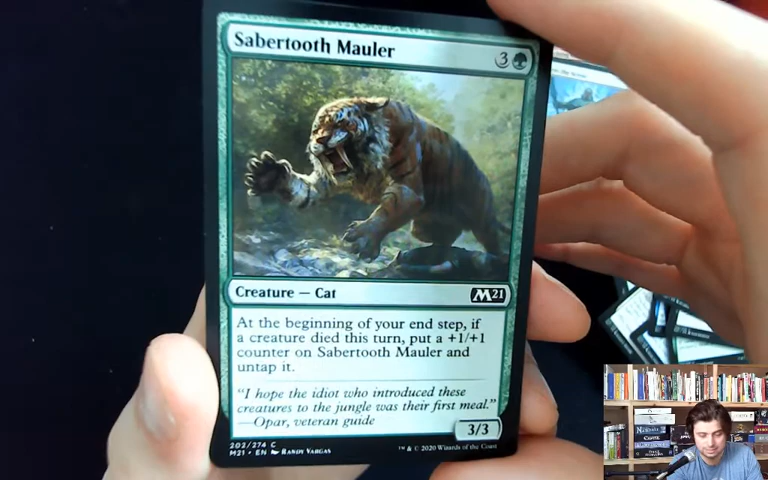 Sabertooth Mauler
3
Creature — Cat
M21
At the beginning of your end step, if
a creature died this turn, put a +1/+1
counter on Sabertooth Mauler and
untap it.
"I hope the idiot who introduced these
creatures to the jungle was their first meal."
—Opar, veteran guide
3/3
202/274 C
M21 • EN Randy Vargas
™ & © 2020 Wizards of the Coast